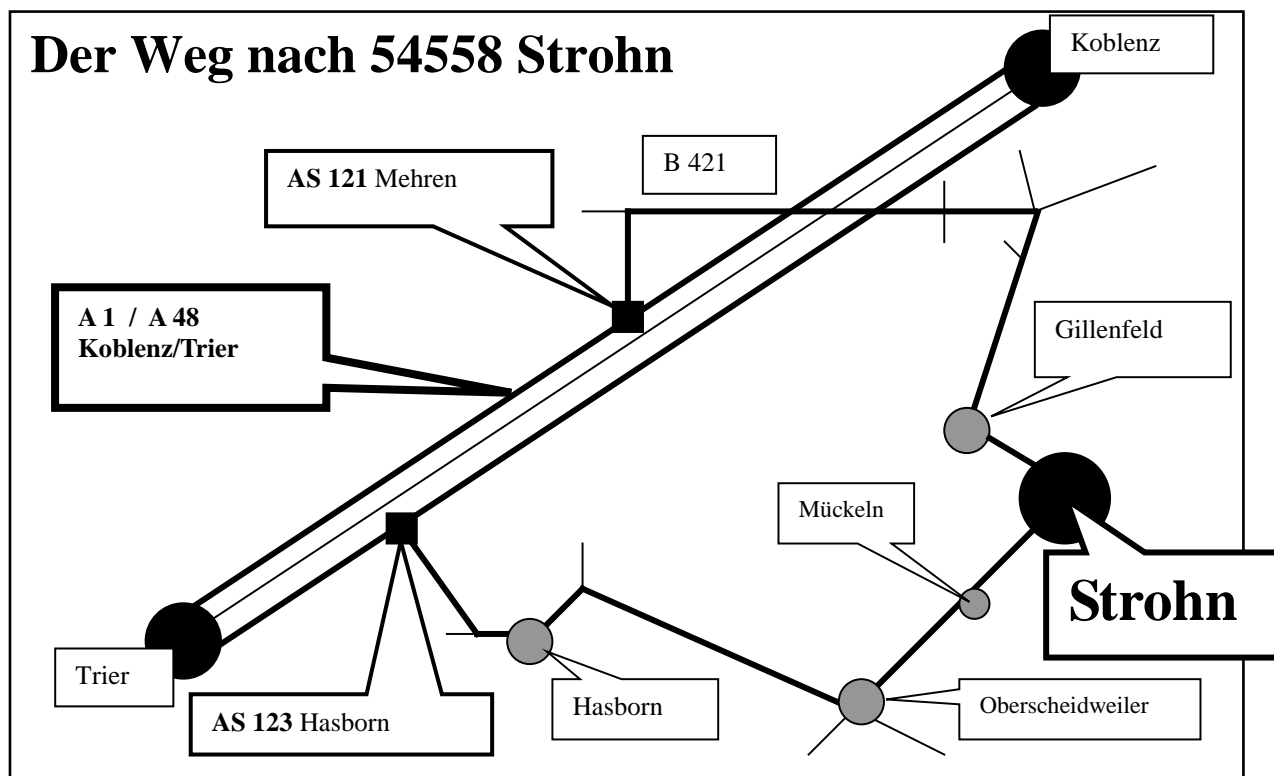 Der Weg nach 54558 Strohn
Koblenz
B 421
AS 121 Mehren
A 1 / A 48
Koblenz/Trier
Gillenfeld
Mückeln
Strohn
Trier
Hasborn
Oberscheidweiler
AS 123 Hasborn